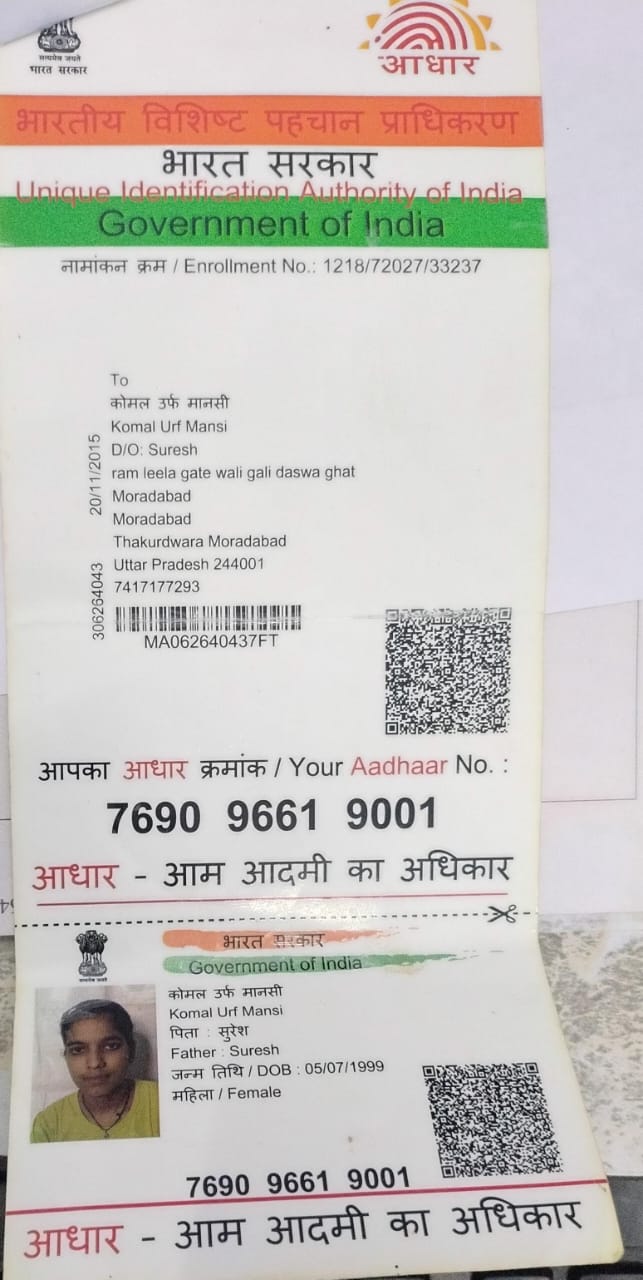 सत्यमेव जयते
भारत सरकार
आधार
भारतीय विशिष्ट पहचान प्राधिकरण
भारत सरकार
Unique Identification Authority of India
Government of India
नामांकन क्रम / Enrollment No.: 1218/72027/33237
To
कोमल उर्फ मानसी
Komal Urf Mansi
D/O: Suresh
ram leela gate wali gali daswa ghat
Moradabad
Moradabad
Thakurdwara Moradabad
Uttar Pradesh 244001
7417177293
20/11/2015
306264043
MA062640437FT
आपका आधार क्रमांक / Your Aadhaar No. :
7690 9661 9001
आधार - आम आदमी का अधिकार
भारत सरकार
Government of India
सत्यमेव जयते
कोमल उर्फ मानसी
Komal Urf Mansi
पिता : सुरेश
Father : Suresh
जन्म तिथि / DOB : 05/07/1999
महिला / Female
7690 9661 9001
आधार - आम आदमी का अधिकार